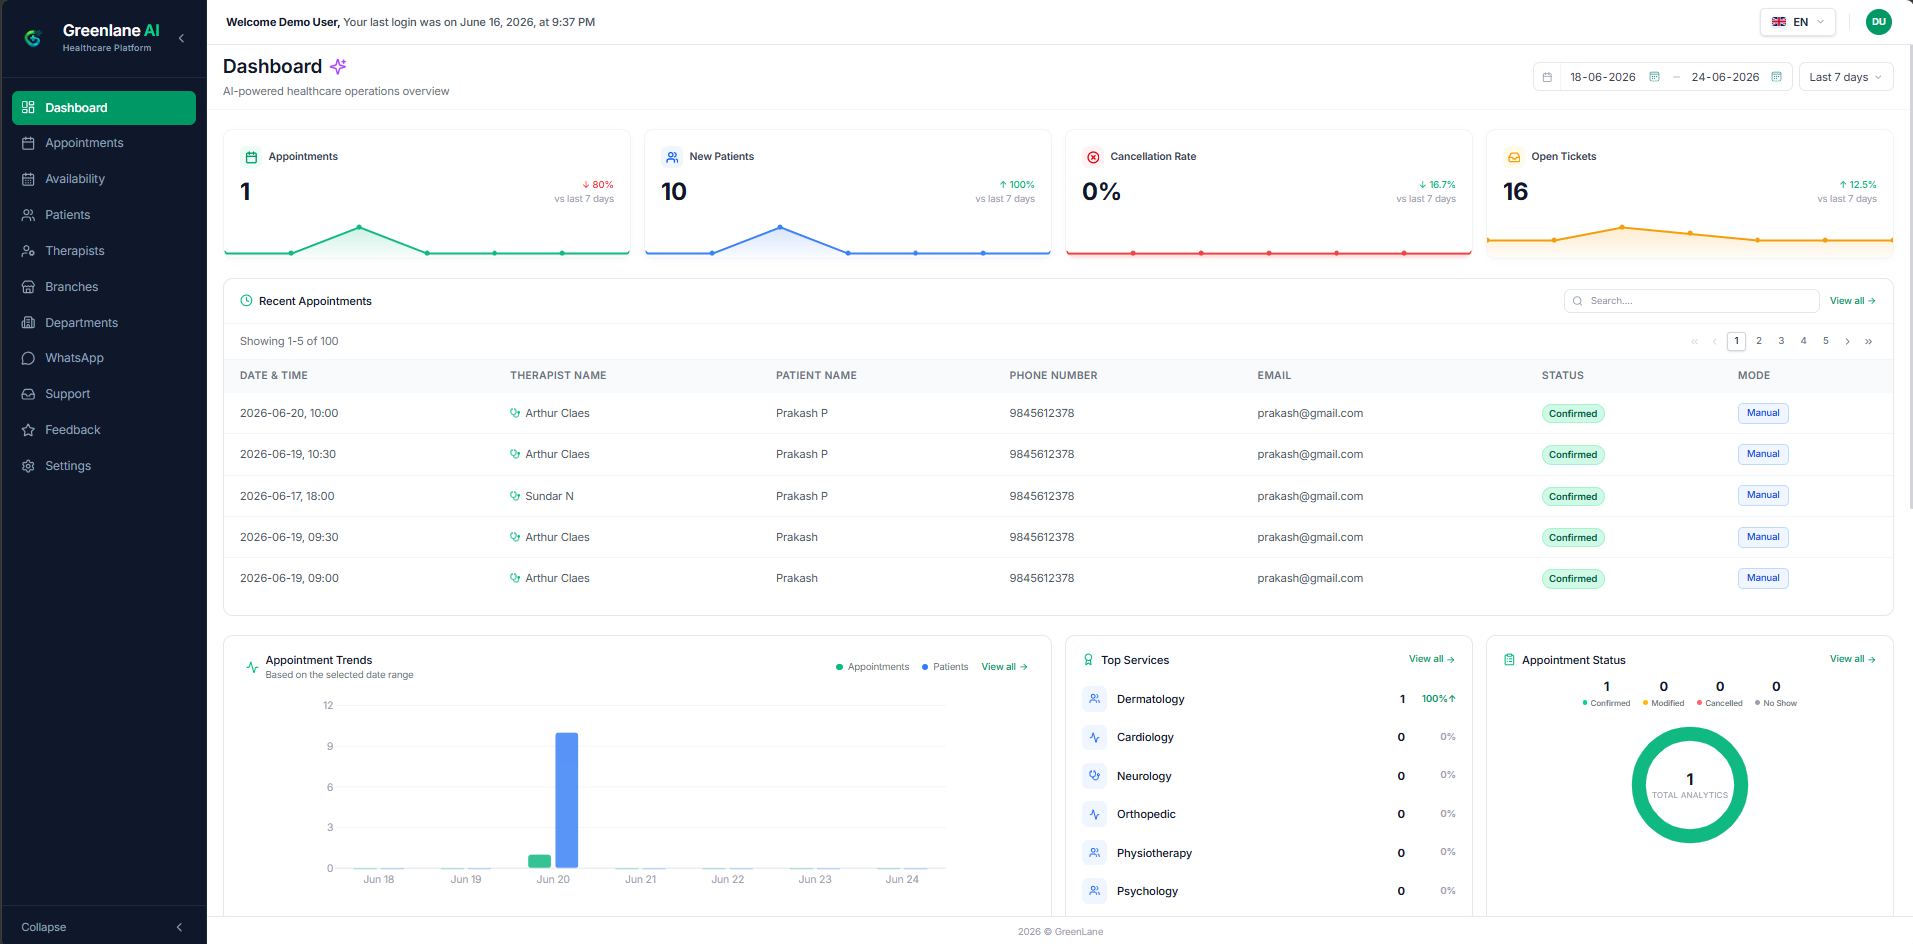 Greenlane AI
Healthcare Platform
Dashboard
Appointments
Availability
Patients
Therapists
Branches
Departments
WhatsApp
Support
Feedback
Settings
Collapse
Welcome Demo User, Your last login was on June 16, 2026, at 9:37 PM
EN
DU
Dashboard
AI-powered healthcare operations overview
18-06-2026 – 24-06-2026
Last 7 days
Appointments
1
↓ 80%
vs last 7 days
New Patients
10
↑ 100%
vs last 7 days
Cancellation Rate
0%
↓ 16.7%
vs last 7 days
Open Tickets
16
↑ 12.5%
vs last 7 days
Recent Appointments
Search....
View all →
Showing 1-5 of 100
« ‹ 1 2 3 4 5 › »
DATE & TIME THERAPIST NAME PATIENT NAME PHONE NUMBER EMAIL STATUS MODE
2026-06-20, 10:00 Arthur Claes Prakash P 9845612378 prakash@gmail.com Confirmed Manual
2026-06-19, 10:30 Arthur Claes Prakash P 9845612378 prakash@gmail.com Confirmed Manual
2026-06-17, 18:00 Sundar N Prakash P 9845612378 prakash@gmail.com Confirmed Manual
2026-06-19, 09:30 Arthur Claes Prakash 9845612378 prakash@gmail.com Confirmed Manual
2026-06-19, 09:00 Arthur Claes Prakash 9845612378 prakash@gmail.com Confirmed Manual
Appointment Trends
Based on the selected date range
Appointments Patients View all →
12
9
6
3
0
Jun 18 Jun 19 Jun 20 Jun 21 Jun 22 Jun 23 Jun 24
Top Services
View all →
Dermatology 1 100%↑
Cardiology 0 0%
Neurology 0 0%
Orthopedic 0 0%
Physiotherapy 0 0%
Psychology 0 0%
Appointment Status
View all →
1 0 0 0
Confirmed Modified Cancelled No Show
1
TOTAL ANALYTICS
2026 © GreenLane